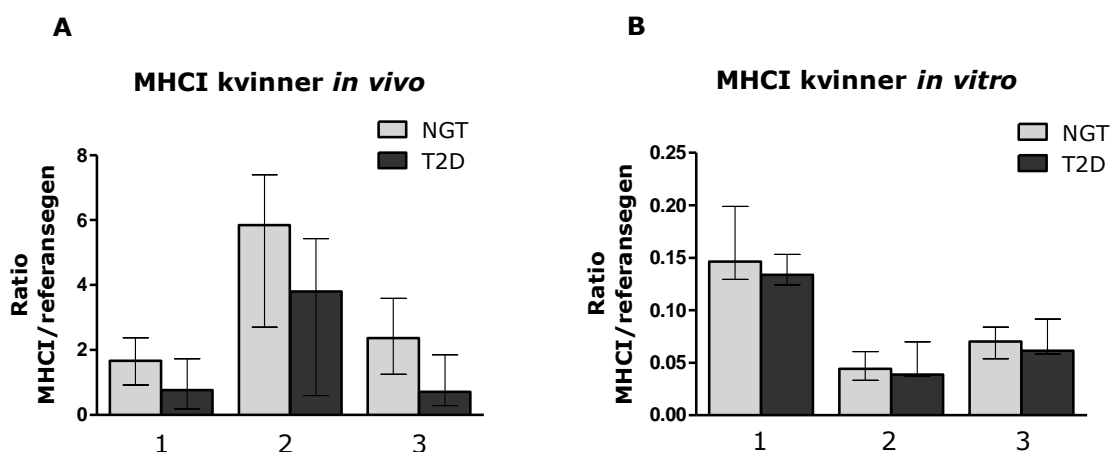 A
MHCI kvinner in vivo
NGT
T2D
Ratio
MHCI/referansegen
8
6
4
2
0
1 2 3
B
MHCI kvinner in vitro
NGT
T2D
Ratio
MHCI/referansegen
0.25
0.20
0.15
0.10
0.05
0.00
1 2 3